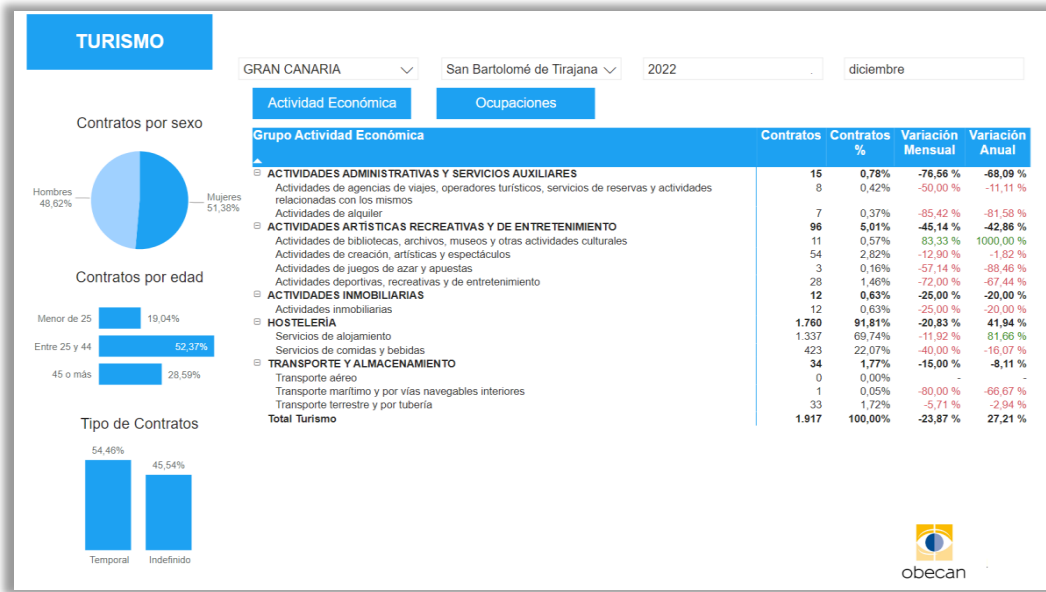 TURISMO
GRAN CANARIA
San Bartolomé de Tirajana
2022
diciembre
Actividad Económica
Ocupaciones
Contratos por sexo
Hombres
48,62%
Mujeres
51,38%
Contratos por edad
Menor de 25
19,04%
Entre 25 y 44
52,37%
45 o más
28,59%
Tipo de Contratos
54,46%
45,54%
Temporal
Indefinido
Grupo Actividad Económica Contratos Contratos % Variación Mensual Variación Anual
ACTIVIDADES ADMINISTRATIVAS Y SERVICIOS AUXILIARES 15 0,78% -76,56 % -68,09 %
Actividades de agencias de viajes, operadores turísticos, servicios de reservas y actividades 8 0,42% -50,00 % -11,11 %
relacionadas con los mismos
Actividades de alquiler 7 0,37% -85,42 % -81,58 %
ACTIVIDADES ARTÍSTICAS RECREATIVAS Y DE ENTRETENIMIENTO 96 5,01% -45,14 % -42,86 %
Actividades de bibliotecas, archivos, museos y otras actividades culturales 11 0,57% 83,33 % 1000,00 %
Actividades de creación, artísticas y espectáculos 54 2,82% -12,90 % -1,82 %
Actividades de juegos de azar y apuestas 3 0,16% -57,14 % -88,46 %
Actividades deportivas, recreativas y de entretenimiento 28 1,46% -72,00 % -67,44 %
ACTIVIDADES INMOBILIARIAS 12 0,63% -25,00 % -20,00 %
Actividades inmobiliarias 12 0,63% -25,00 % -20,00 %
HOSTELERÍA 1.760 91,81% -20,83 % 41,94 %
Servicios de alojamiento 1.337 69,74% -11,92 % 81,66 %
Servicios de comidas y bebidas 423 22,07% -40,00 % -16,07 %
TRANSPORTE Y ALMACENAMIENTO 34 1,77% -15,00 % -8,11 %
Transporte aéreo 0 0,00% - -
Transporte marítimo y por vías navegables interiores 1 0,05% -80,00 % -66,67 %
Transporte terrestre y por tubería 33 1,72% -5,71 % -2,94 %
Total Turismo 1.917 100,00% -23,87 % 27,21 %
obecan